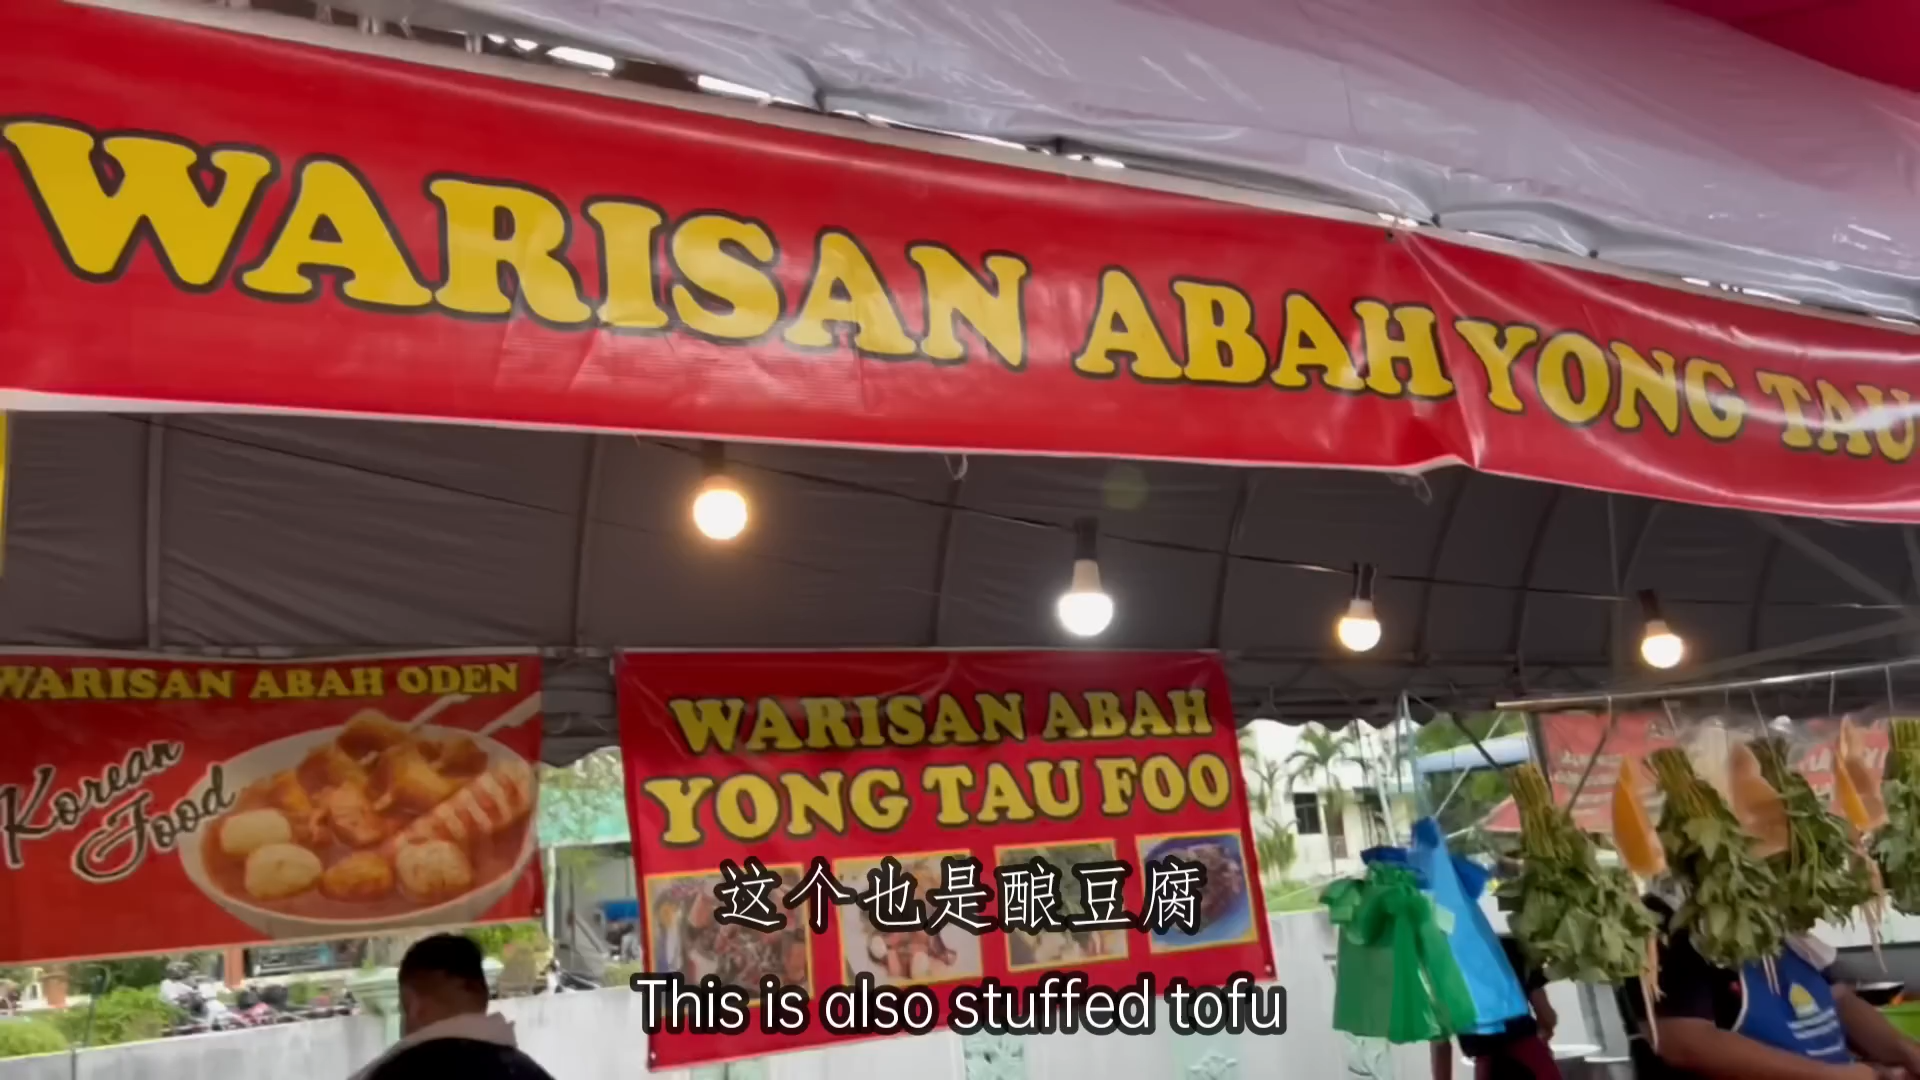 WARISAN ABAH YONG TAU
WARISAN ABAH ODEN
Korean
Food
WARISAN ABAH
YONG TAU FOO
这个也是酿豆腐
This is also stuffed tofu